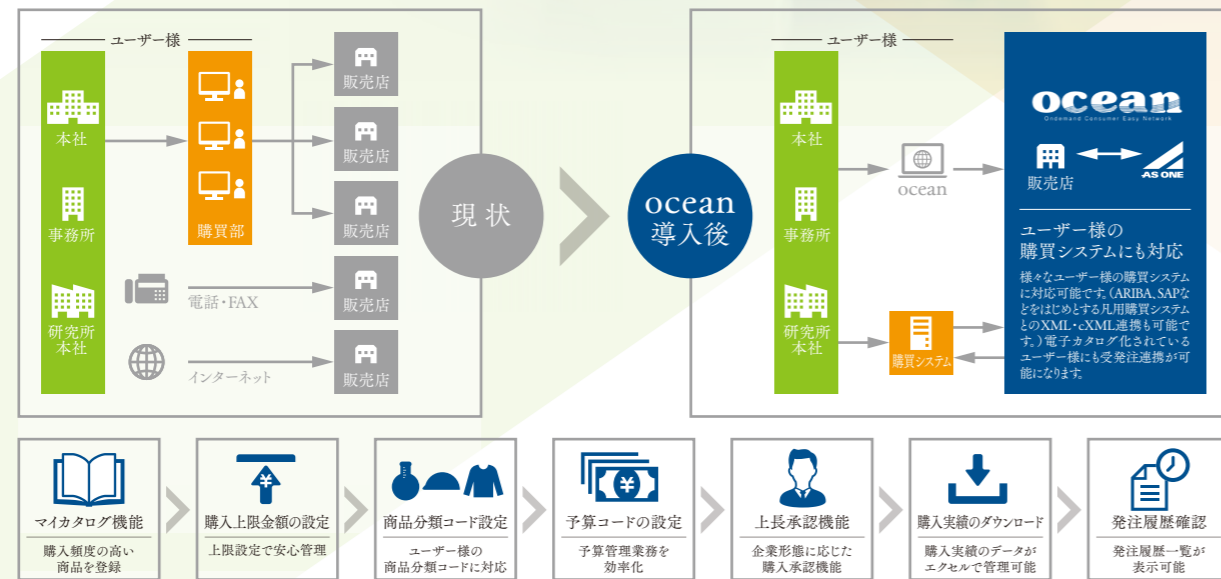 ユーザー様
本社
事務所
研究所
本社
購買部
電話・FAX
インターネット
販売店
販売店
販売店
販売店
販売店
現状
ocean
導入後
ユーザー様
本社
事務所
研究所
本社
ocean
購買システム
ocean
Ondemand Consumer Easy Network
販売店
AS ONE
ユーザー様の
購買システムにも対応
様々なユーザー様の購買システム
に対応可能です。(ARIBA、SAPな
どをはじめとする凡用購買システム
とのXML・cXML連携も可能で
す。)電子カタログ化されている
ユーザー様にも受発注連携が可
能になります。
マイカタログ機能
購入頻度の高い
商品を登録
購入上限金額の設定
上限設定で安心管理
商品分類コード設定
ユーザー様の
商品分類コードに対応
予算コードの設定
予算管理業務を
効率化
上長承認機能
企業形態に応じた
購入承認機能
購入実績のダウンロード
購入実績のデータが
エクセルで管理可能
発注履歴確認
発注履歴一覧が
表示可能